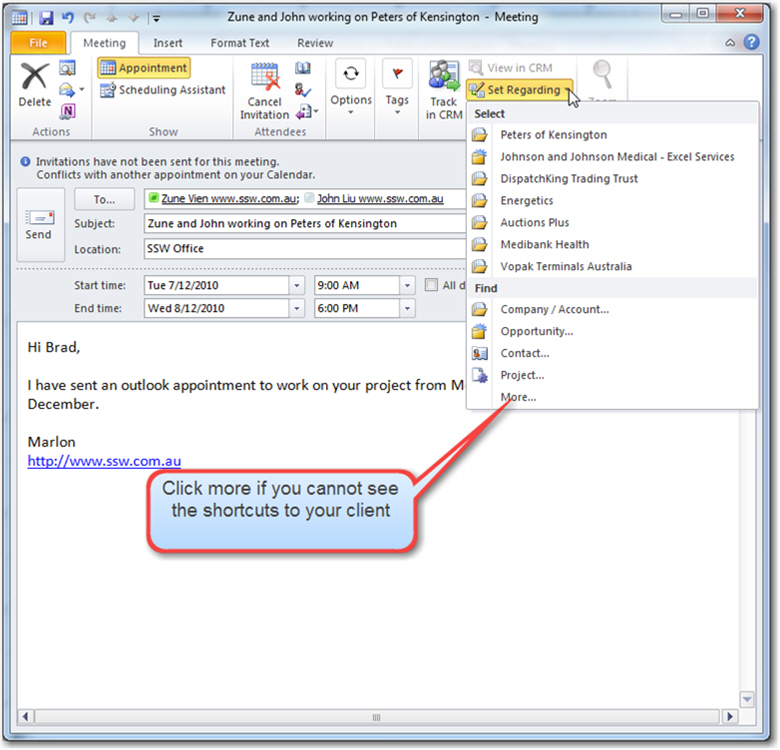 Zune and John working on Peters of Kensington - Meeting
File Meeting Insert Format Text Review
Delete
Actions
Appointment
Scheduling Assistant
Show
Cancel
Invitation
Attendees
Options
Tags
Track
in CRM
View in CRM
Set Regarding
Select
Peters of Kensington
Johnson and Johnson Medical - Excel Services
DispatchKing Trading Trust
Energetics
Auctions Plus
Medibank Health
Vopak Terminals Australia
Find
Company / Account...
Opportunity...
Contact...
Project...
More...
Invitations have not been sent for this meeting.
Conflicts with another appointment on your Calendar.
Send
To... Zune Vien www.ssw.com.au; John Liu www.ssw.com.au
Subject: Zune and John working on Peters of Kensington
Location: SSW Office
Start time: Tue 7/12/2010 9:00 AM All d
End time: Wed 8/12/2010 6:00 PM
Hi Brad,
I have sent an outlook appointment to work on your project from M
December.
Marlon
http://www.ssw.com.au
Click more if you cannot see
the shortcuts to your client